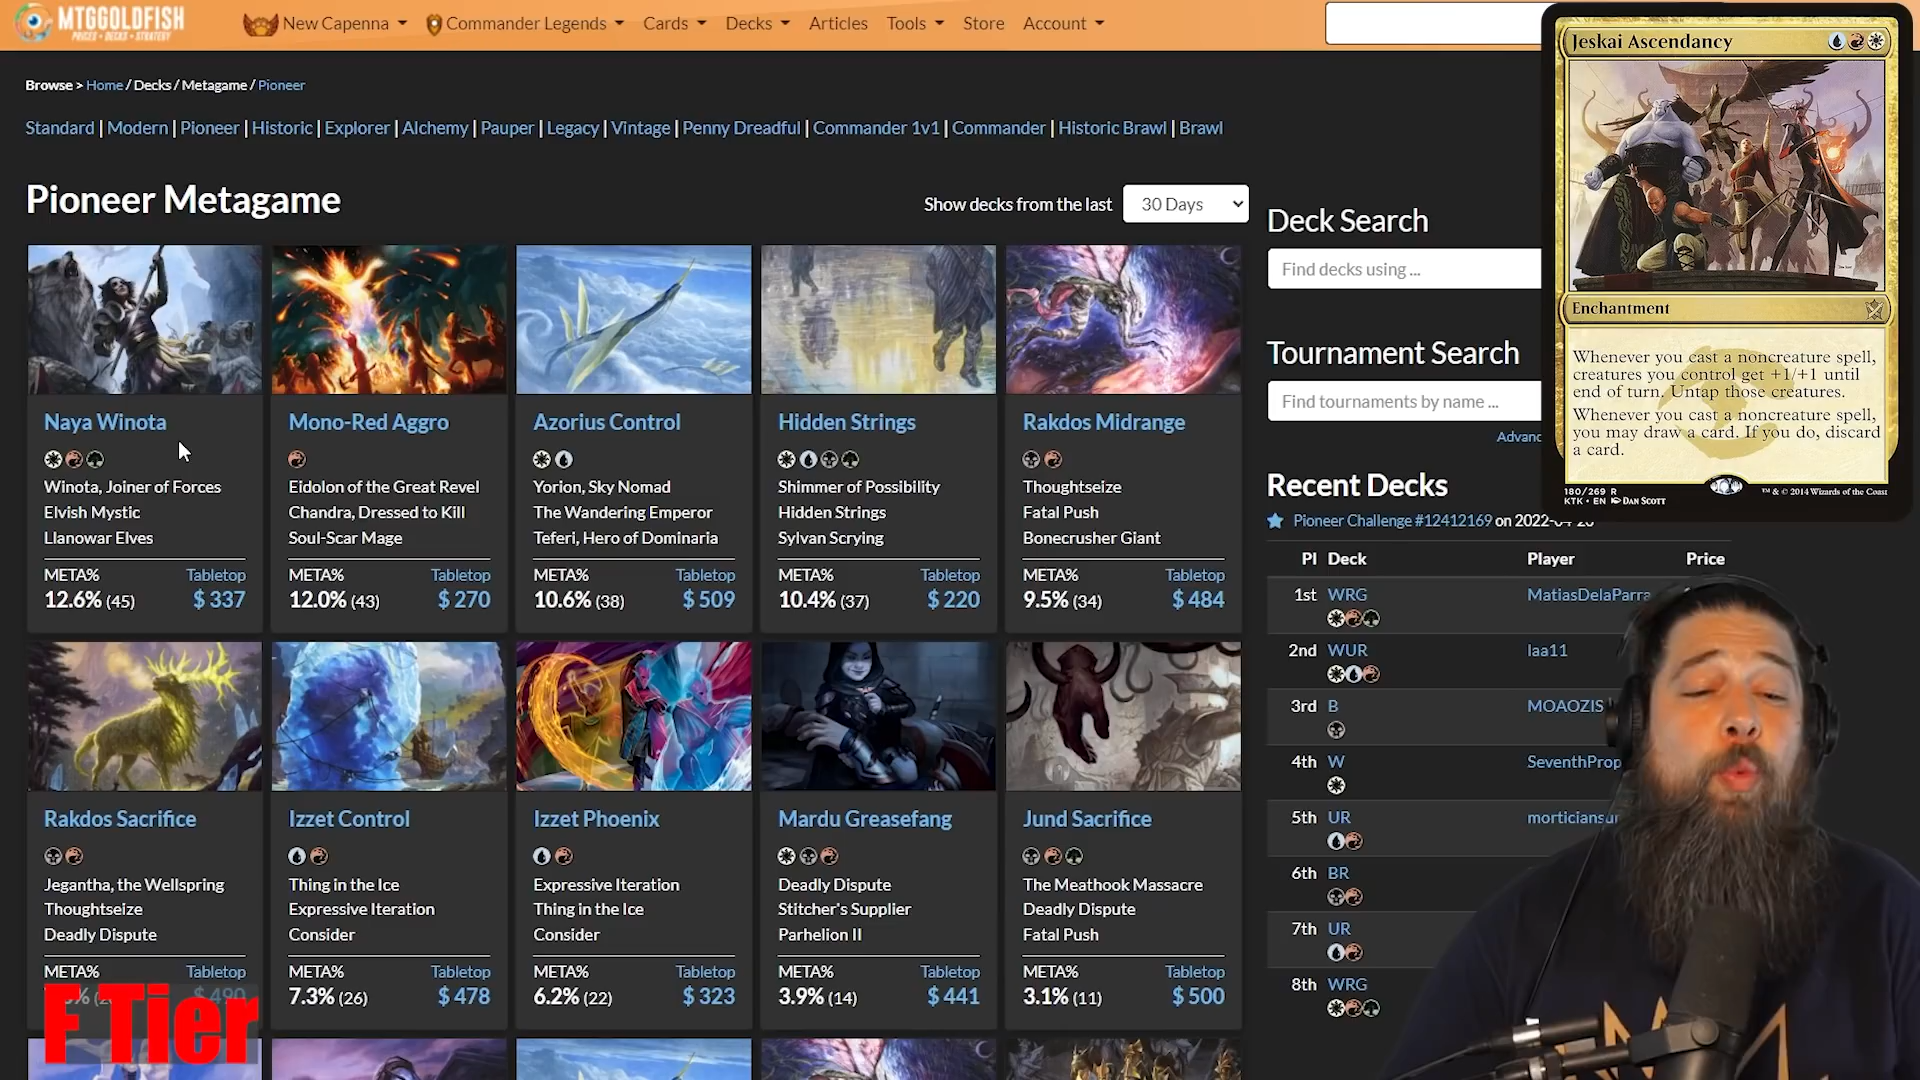 MTGGOLDFISH
PRICES • DECKS • STRATEGY
New Capenna
Commander Legends
Cards
Decks
Articles
Tools
Store
Account
Browse > Home / Decks / Metagame / Pioneer
Standard | Modern | Pioneer | Historic | Explorer | Alchemy | Pauper | Legacy | Vintage | Penny Dreadful | Commander 1v1 | Commander | Historic Brawl | Brawl
Pioneer Metagame
Show decks from the last
30 Days
Naya Winota
Winota, Joiner of Forces
Elvish Mystic
Llanowar Elves
META% Tabletop
12.6% (45) $ 337
Mono-Red Aggro
Eidolon of the Great Revel
Chandra, Dressed to Kill
Soul-Scar Mage
META% Tabletop
12.0% (43) $ 270
Azorius Control
Yorion, Sky Nomad
The Wandering Emperor
Teferi, Hero of Dominaria
META% Tabletop
10.6% (38) $ 509
Hidden Strings
Shimmer of Possibility
Hidden Strings
Sylvan Scrying
META% Tabletop
10.4% (37) $ 220
Rakdos Midrange
Thoughtseize
Fatal Push
Bonecrusher Giant
META% Tabletop
9.5% (34) $ 484
Rakdos Sacrifice
Jegantha, the Wellspring
Thoughtseize
Deadly Dispute
META% Tabletop
$ 490
F Tier
Izzet Control
Thing in the Ice
Expressive Iteration
Consider
META% Tabletop
7.3% (26) $ 478
Izzet Phoenix
Expressive Iteration
Thing in the Ice
Consider
META% Tabletop
6.2% (22) $ 323
Mardu Greasefang
Deadly Dispute
Stitcher's Supplier
Parhelion II
META% Tabletop
3.9% (14) $ 441
Jund Sacrifice
The Meathook Massacre
Deadly Dispute
Fatal Push
META% Tabletop
3.1% (11) $ 500
Deck Search
Find decks using ...
Tournament Search
Find tournaments by name ...
Advanc
Recent Decks
Pioneer Challenge #12412169 on 2022-04-26
Pl Deck Player Price
1st WRG MatiasDelaParra
2nd WUR laa11
3rd B MOAOZIS
4th W SeventhProp
5th UR morticiansu
6th BR
7th UR
8th WRG
Jeskai Ascendancy
Enchantment
Whenever you cast a noncreature spell,
creatures you control get +1/+1 until
end of turn. Untap those creatures.
Whenever you cast a noncreature spell,
you may draw a card. If you do, discard
a card.
180/269 R
KTK • EN DAN SCOTT
™ & © 2014 Wizards of the Coast